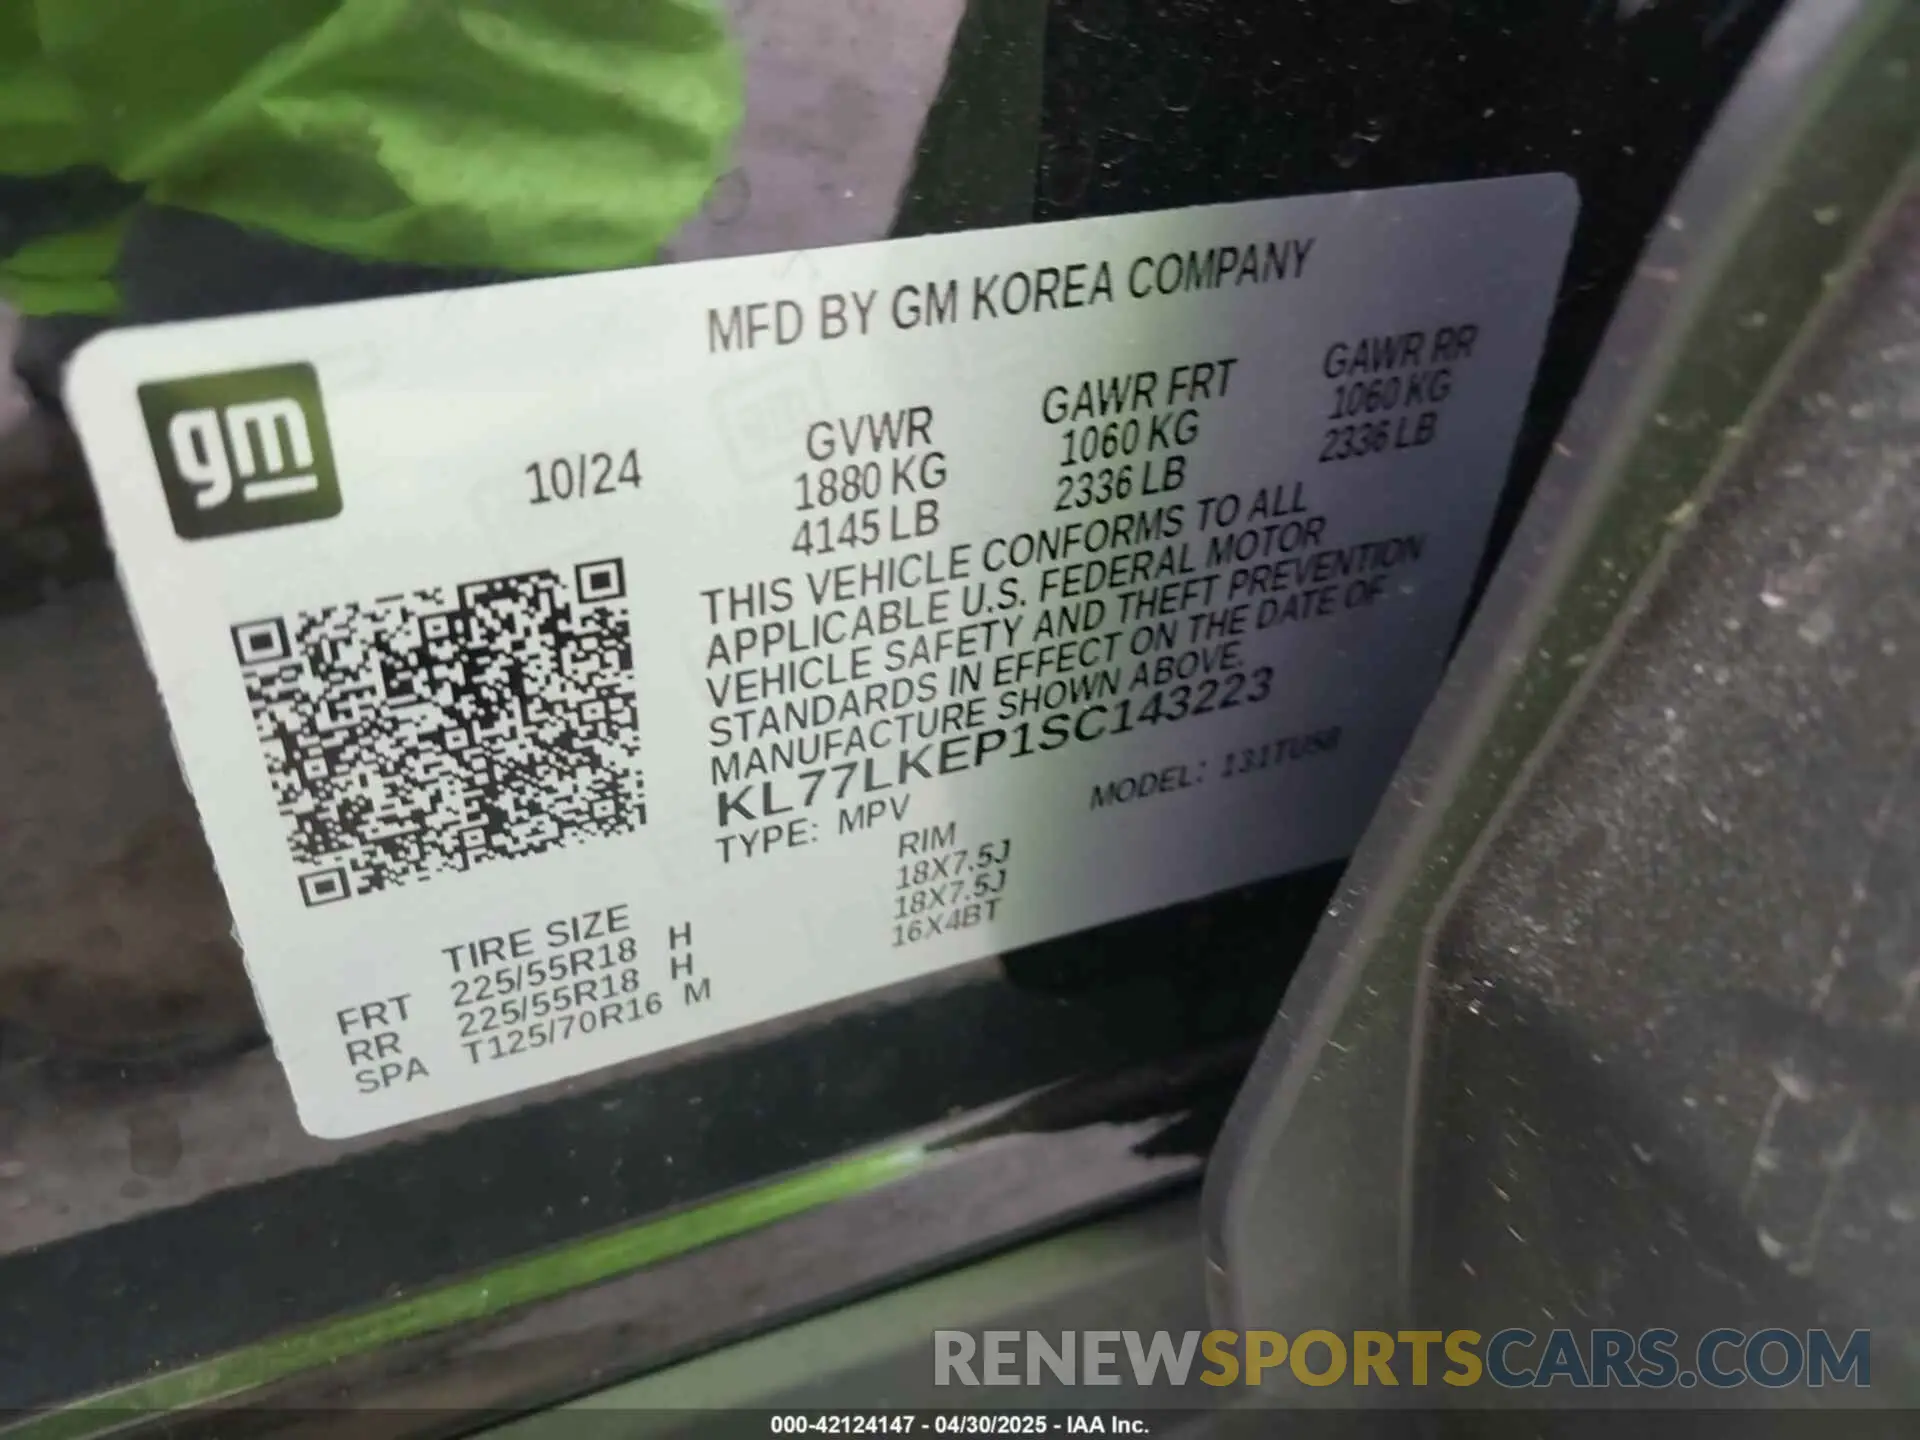 MFD BY GM KOREA COMPANY
gm
10/24
GVWR GAWR FRT GAWR RR
1880 KG 1060 KG 1060 KG
4145 LB 2336 LB 2336 LB
THIS VEHICLE CONFORMS TO ALL
APPLICABLE U.S. FEDERAL MOTOR
VEHICLE SAFETY AND THEFT PREVENTION
STANDARDS IN EFFECT ON THE DATE OF
MANUFACTURE SHOWN ABOVE.
KL77LKEP1SC143223
TYPE: MPV MODEL: 131TU58
TIRE SIZE RIM
FRT 225/55R18 H 18X7.5J
RR 225/55R18 H 18X7.5J
SPA T125/70R16 M 16X4BT
RENEWSPORTSCARS.COM
000-42124147 - 04/30/2025 - IAA Inc.